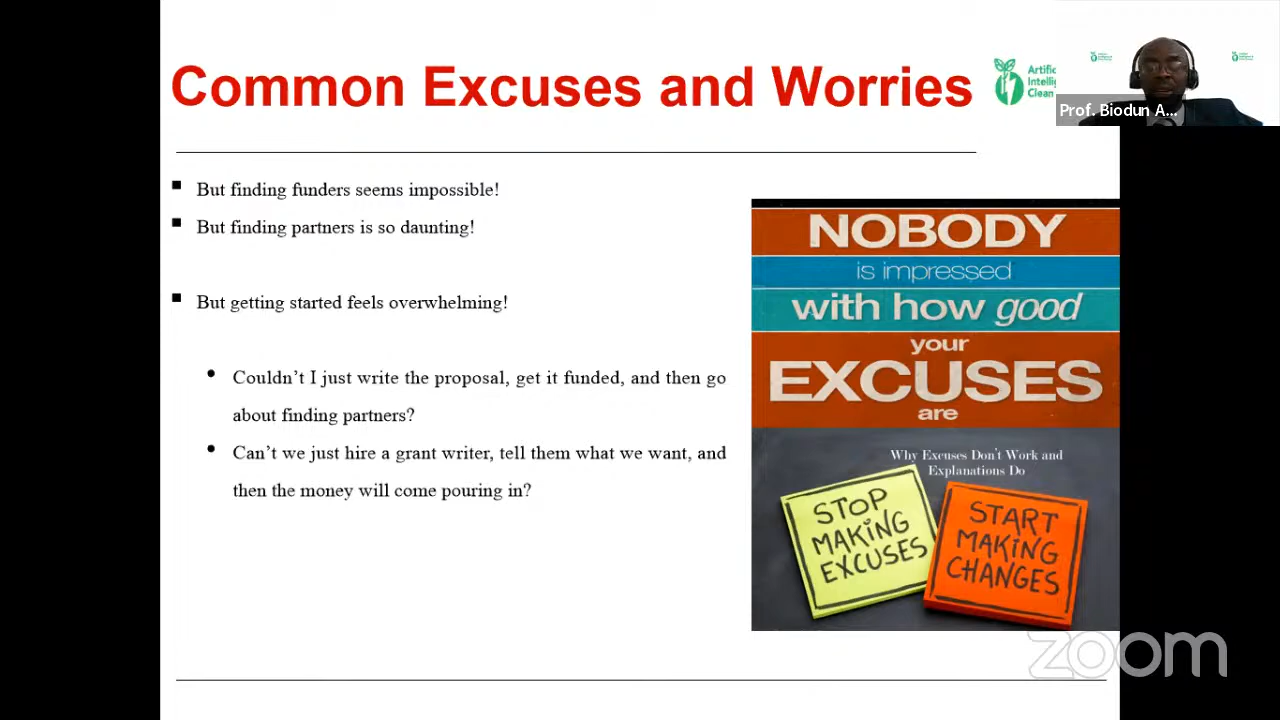 Common Excuses and Worries
Artific
Intellig
Clean
Prof. Biodun A...
But finding funders seems impossible!
But finding partners is so daunting!
But getting started feels overwhelming!
Couldn't I just write the proposal, get it funded, and then go
about finding partners?
Can't we just hire a grant writer, tell them what we want, and
then the money will come pouring in?
NOBODY
is impressed
with how good
your
EXCUSES
are
Why Excuses Don't Work and
Explanations Do
STOP
MAKING
EXCUSES
START
MAKING
CHANGES
zoom